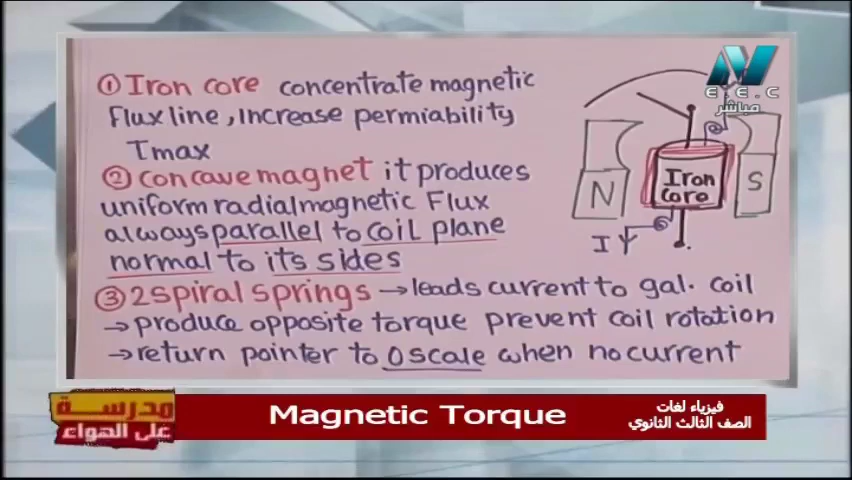 ① Iron core concentrate magnetic
Flux line, increase permiability
Tmax
② concave magnet it produces
uniform radial magnetic Flux
always parallel to coil plane
normal to its sides
③ 2 spiral springs → leads current to gal. coil
→ produce opposite torque prevent coil rotation
→ return pointer to 0 scale when no current
N
Iron
core
S
I
E.E.C
مباشر
مدرسة
على الهواء
Magnetic Torque
فيزياء لغات
الصف الثالث الثانوي